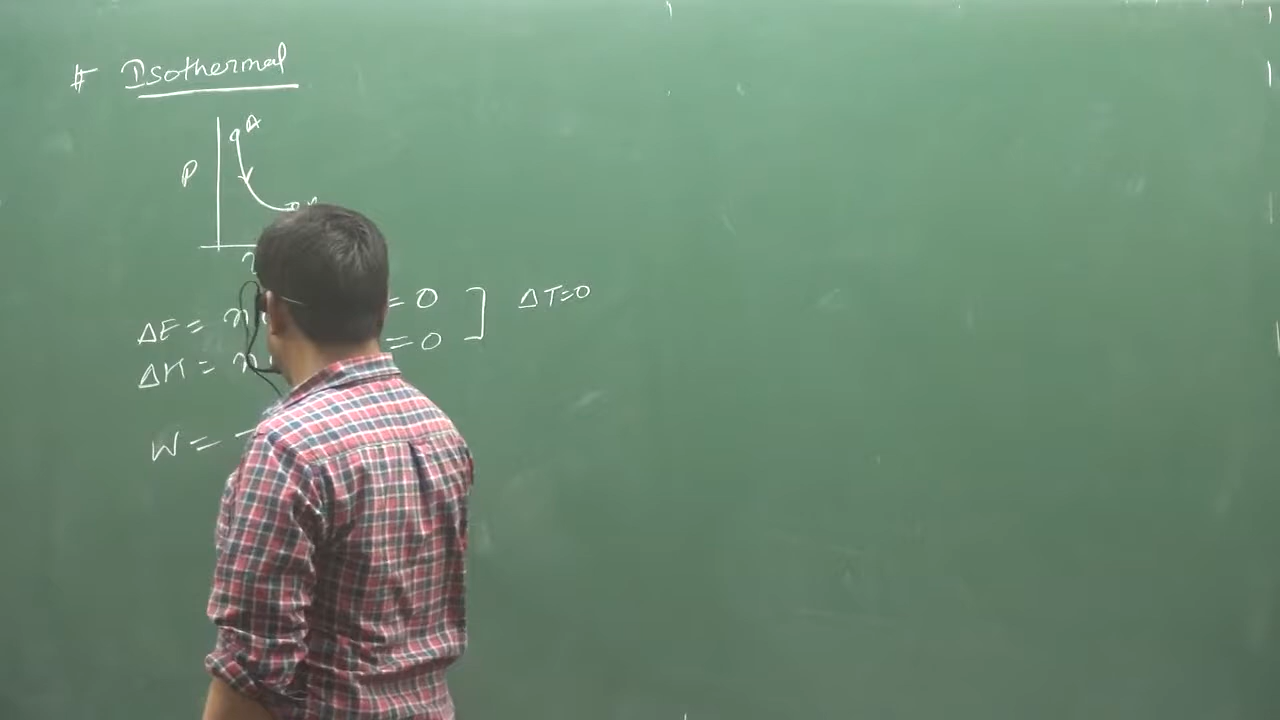 # Isothermal
A
P
ΔE = n = 0 ] ΔT=0
ΔH = n = 0
W = -